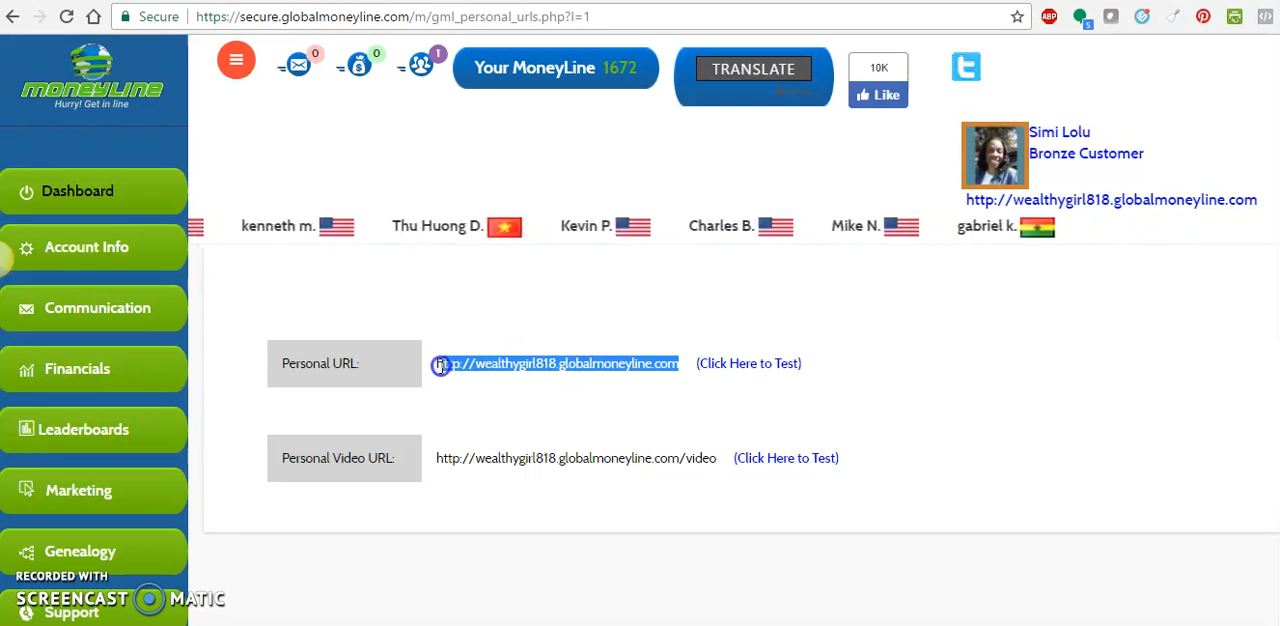 Secure
https://secure.globalmoneyline.com/m/gml_personal_urls.php?l=1
ABP
5
MONEYLINE
Hurry! Get in line
0
0
1
Your MoneyLine 1672
TRANSLATE
10K
Like
Simi Lolu
Bronze Customer
http://wealthygirl818.globalmoneyline.com
kenneth m.
Thu Huong D.
Kevin P.
Charles B.
Mike N.
gabriel k.
Dashboard
Account Info
Communication
Financials
Leaderboards
Marketing
Genealogy
Support
Personal URL:
http://wealthygirl818.globalmoneyline.com
(Click Here to Test)
Personal Video URL:
http://wealthygirl818.globalmoneyline.com/video
(Click Here to Test)
RECORDED WITH
SCREENCAST MATIC